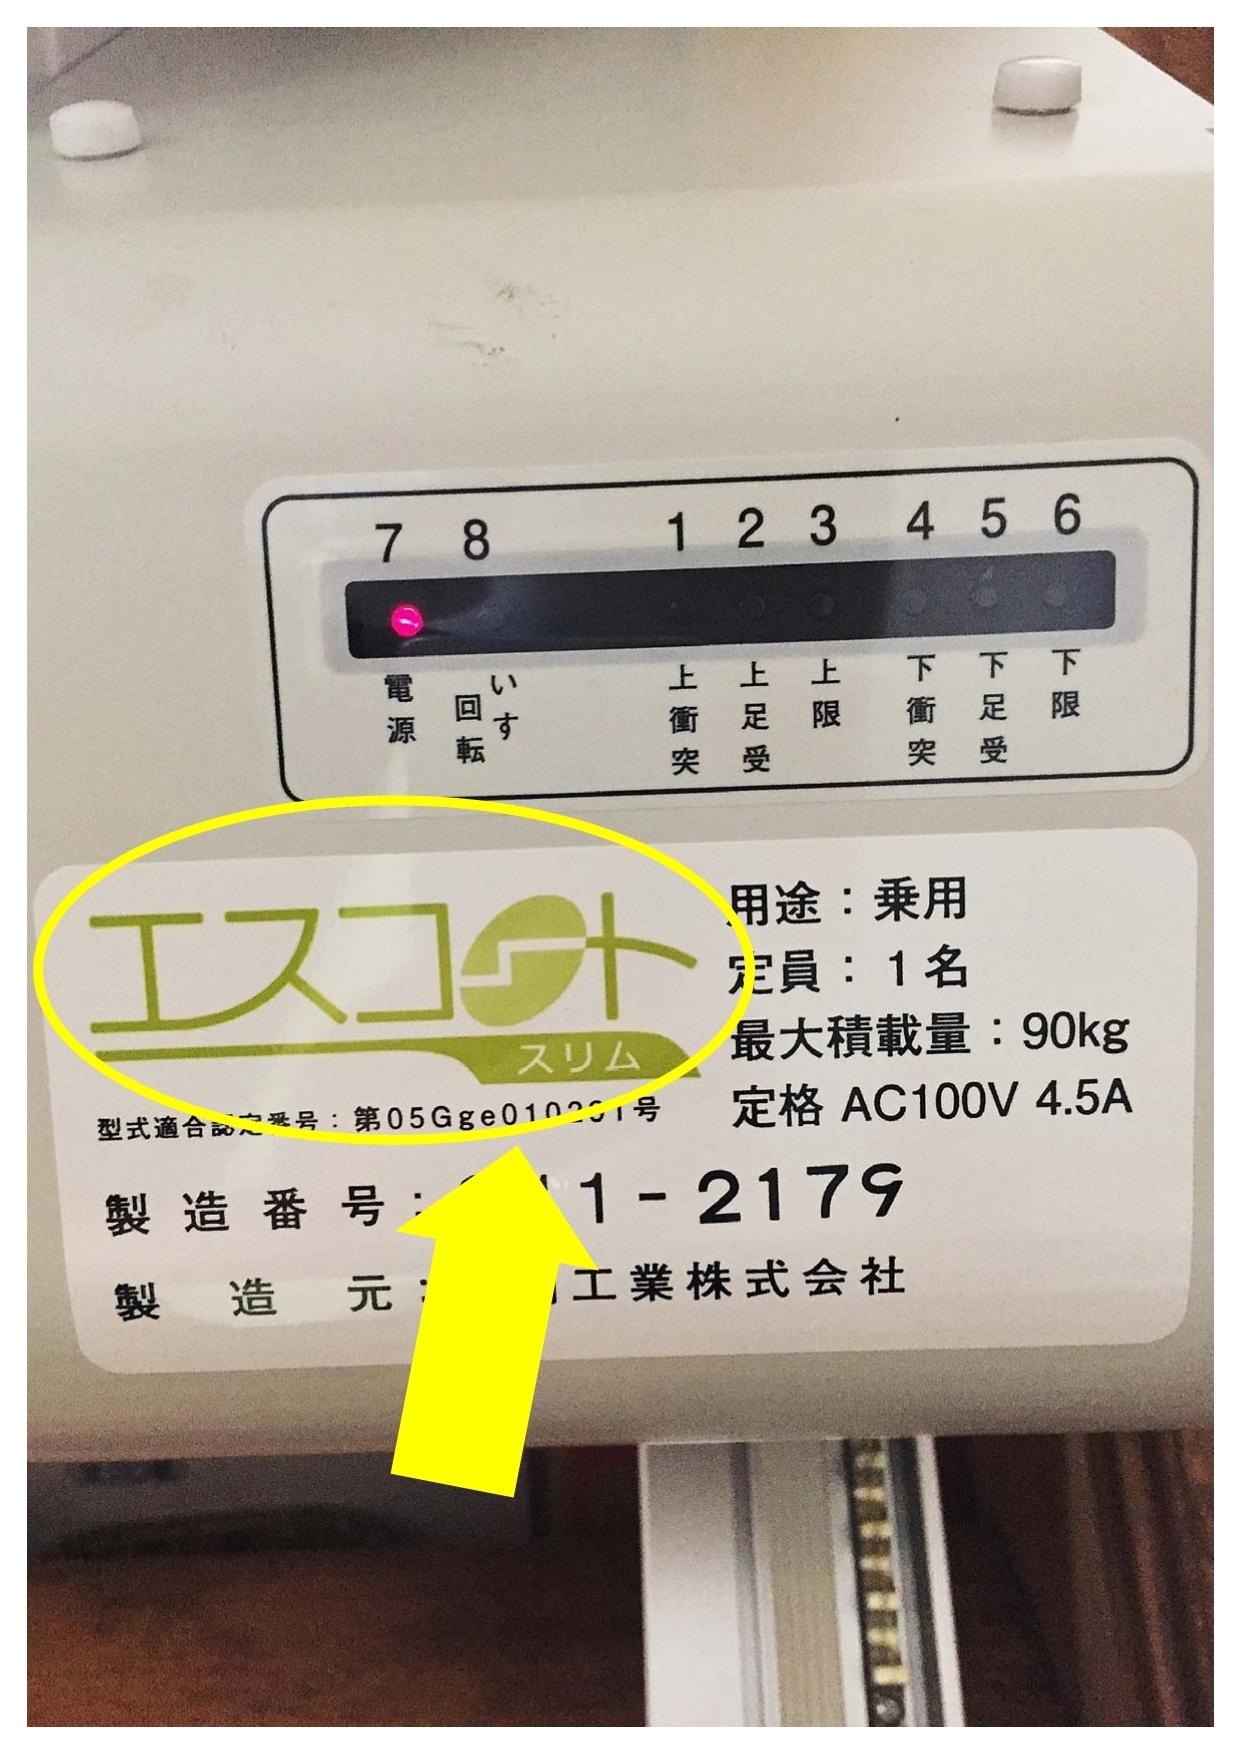 7 8 1 2 3 4 5 6
電源 いす回転 上衝突 上足受 上限 下衝突 下足受 下限
エスコート
スリム
用途：乗用
定員：1名
最大積載量：90kg
定格 AC100V 4.5A
型式適合認定番号：第05Gge010201号
製造番号： 1-2179
製造元： 工業株式会社